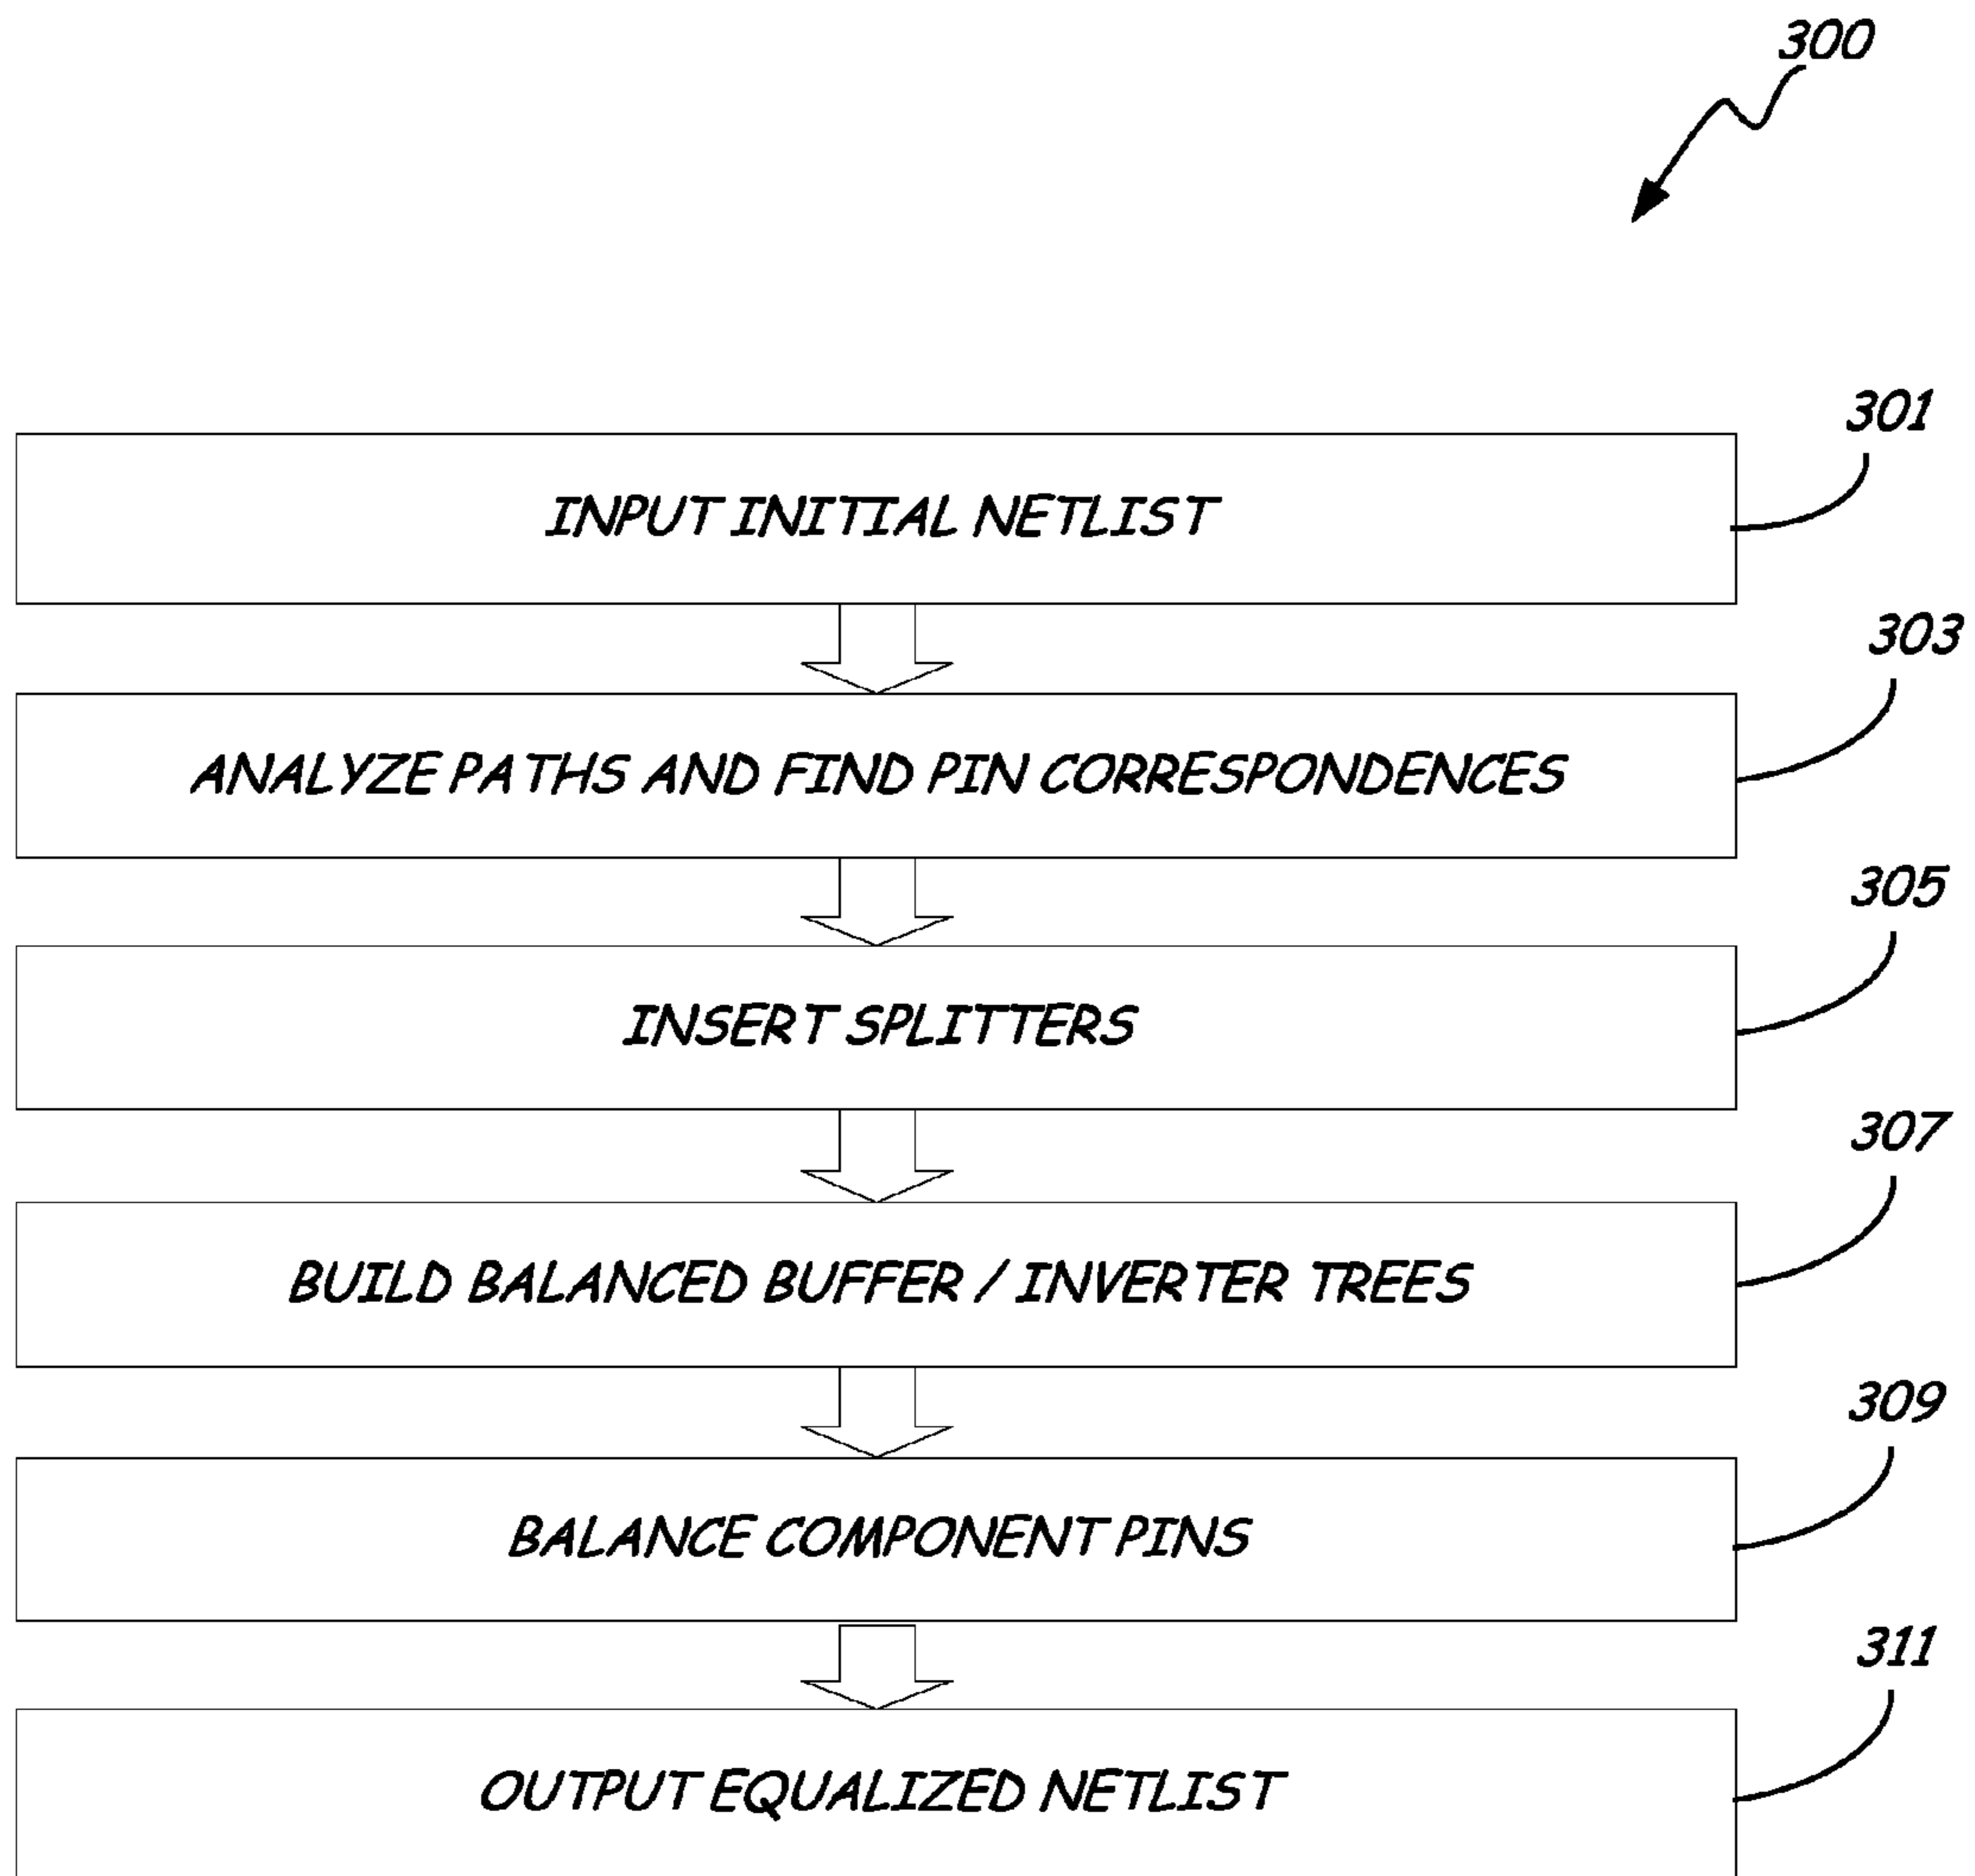 300
301
INPUT INITIAL NETLIST
303
ANALYZE PATHS AND FIND PIN CORRESPONDENCES
305
INSERT SPLITTERS
307
BUILD BALANCED BUFFER / INVERTER TREES
309
BALANCE COMPONENT PINS
311
OUTPUT EQUALIZED NETLIST